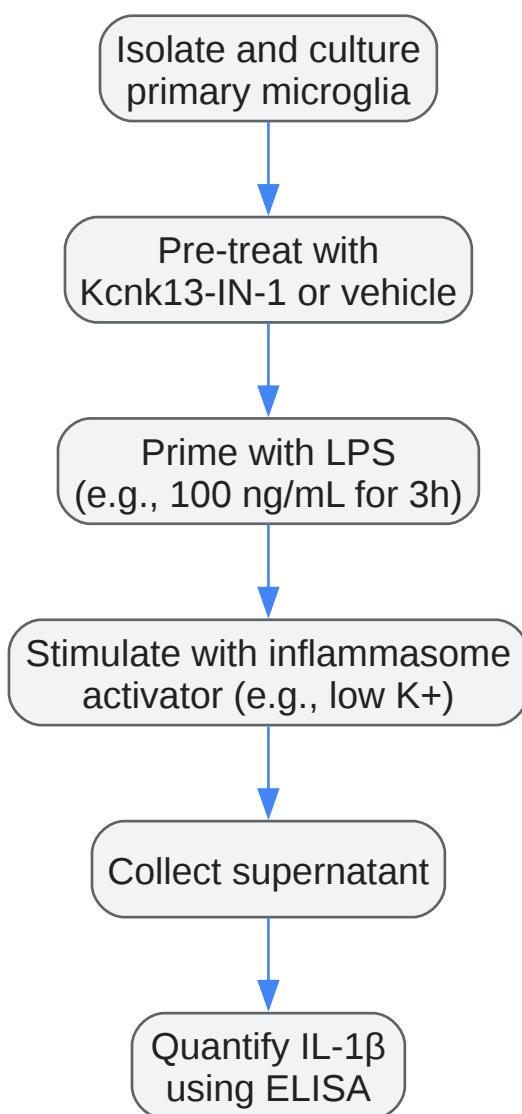 Isolate and culture
primary microglia
Pre-treat with
Kcnk13-IN-1 or vehicle
Prime with LPS
(e.g., 100 ng/mL for 3h)
Stimulate with inflammasome
activator (e.g., low K+)
Collect supernatant
Quantify IL-1β
using ELISA